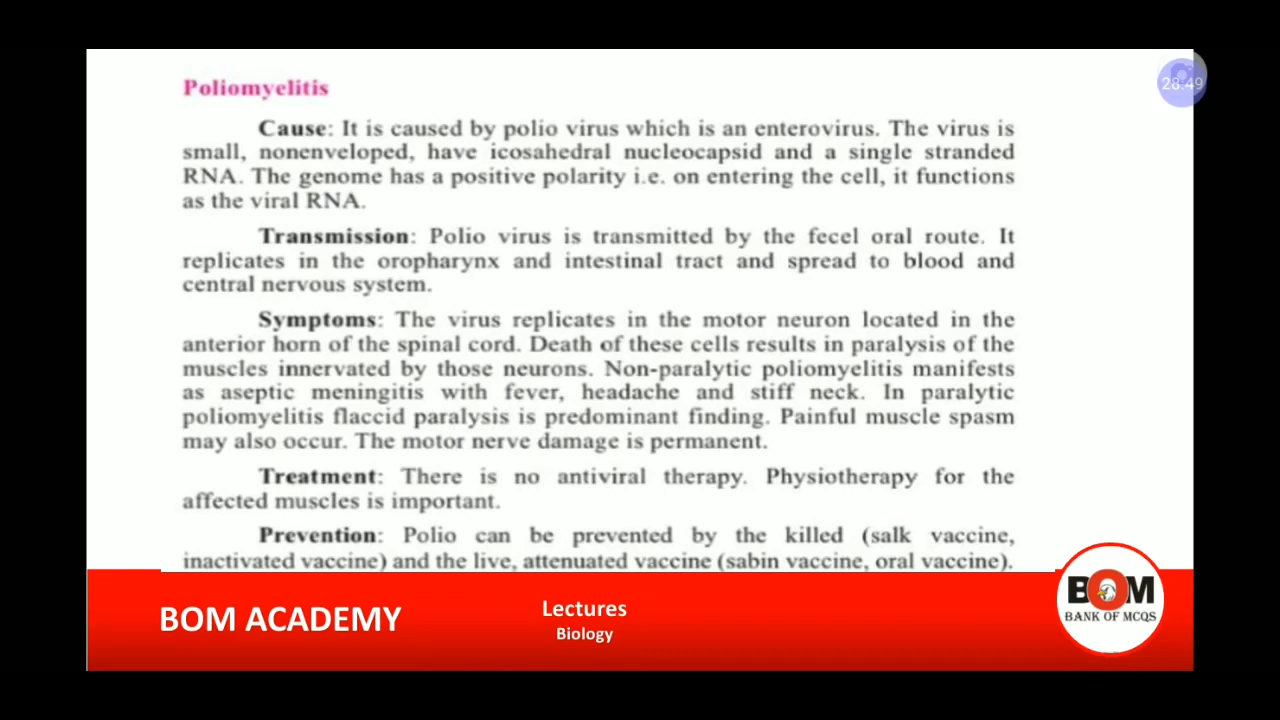 Poliomyelitis
28:49
Cause: It is caused by polio virus which is an enterovirus. The virus is
small, nonenveloped, have icosahedral nucleocapsid and a single stranded
RNA. The genome has a positive polarity i.e. on entering the cell, it functions
as the viral RNA.
Transmission: Polio virus is transmitted by the fecel oral route. It
replicates in the oropharynx and intestinal tract and spread to blood and
central nervous system.
Symptoms: The virus replicates in the motor neuron located in the
anterior horn of the spinal cord. Death of these cells results in paralysis of the
muscles innervated by those neurons. Non-paralytic poliomyelitis manifests
as aseptic meningitis with fever, headache and stiff neck. In paralytic
poliomyelitis flaccid paralysis is predominant finding. Painful muscle spasm
may also occur. The motor nerve damage is permanent.
Treatment: There is no antiviral therapy. Physiotherapy for the
affected muscles is important.
Prevention: Polio can be prevented by the killed (salk vaccine,
inactivated vaccine) and the live, attenuated vaccine (sabin vaccine, oral vaccine).
BOM ACADEMY
Lectures
Biology
BOM
BANK OF MCQS